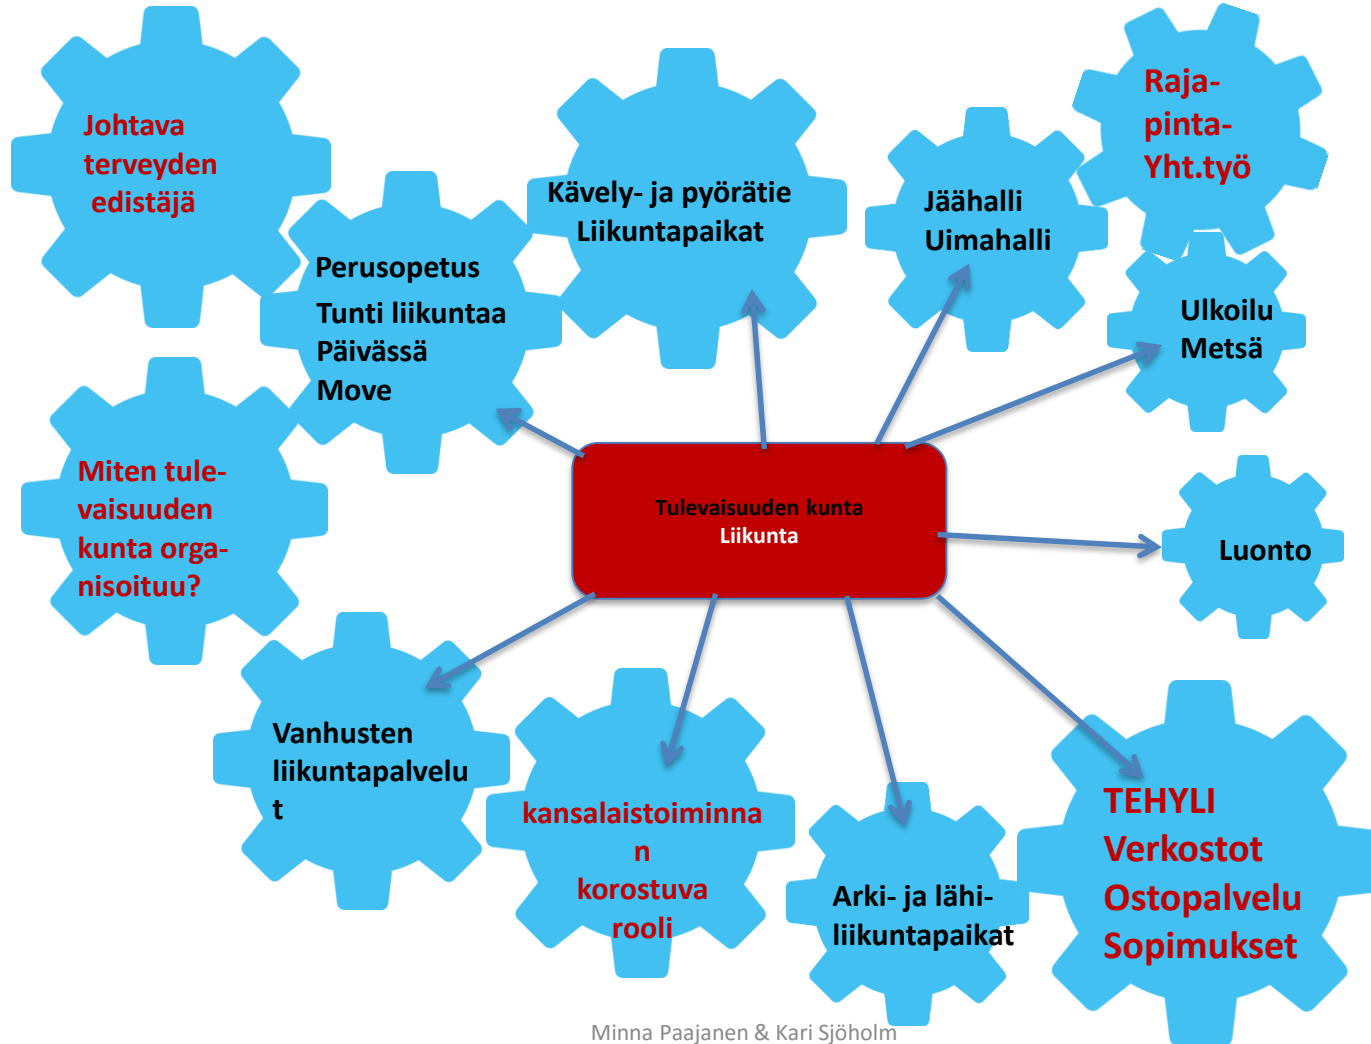 Johtava
terveyden
edistäjä
Perusopetus
Tunti liikuntaa
Päivässä
Move
Kävely- ja pyörätie
Liikuntapaikat
Jäähalli
Uimahalli
Raja-
pinta-
Yht.työ
Ulkoilu
Metsä
Miten tule-
vaisuuden
kunta orga-
nisoituu?
Tulevaisuuden kunta
Liikunta
Luonto
Vanhusten
liikuntapalvelu
t
kansalaistoiminna
n
korostuva
rooli
Arki- ja lähi-
liikuntapaikat
TEHYLI
Verkostot
Ostopalvelu
Sopimukset
Minna Paajanen & Kari Sjöholm